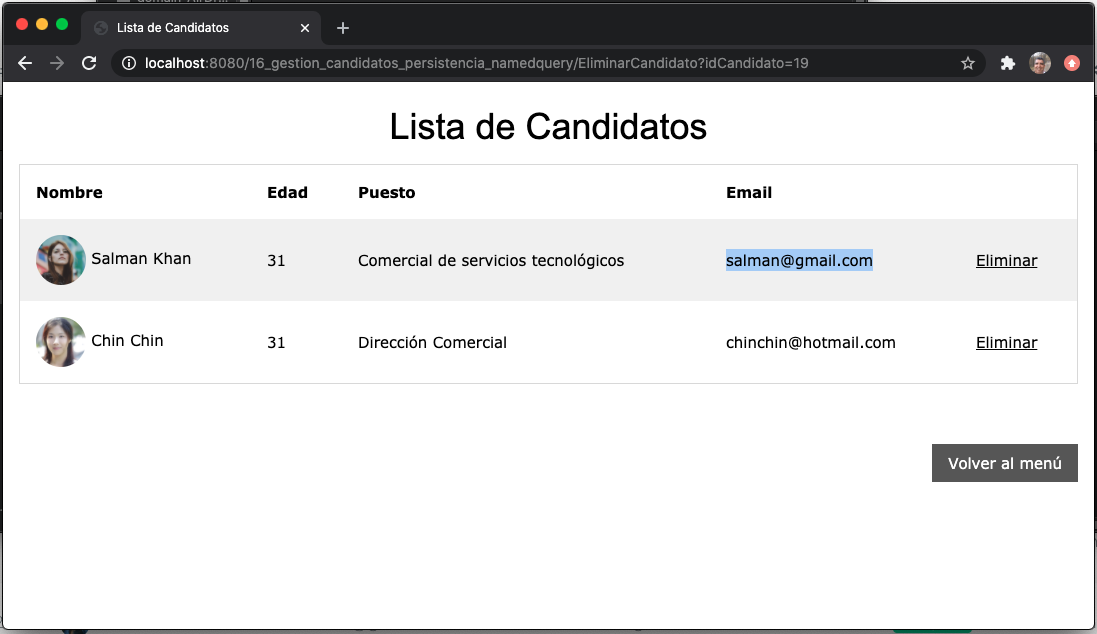 Lista de Candidatos
localhost:8080/16_gestion_candidatos_persistencia_namedquery/EliminarCandidato?idCandidato=19
Lista de Candidatos
Nombre Edad Puesto Email
Salman Khan 31 Comercial de servicios tecnológicos salman@gmail.com Eliminar
Chin Chin 31 Dirección Comercial chinchin@hotmail.com Eliminar
Volver al menú